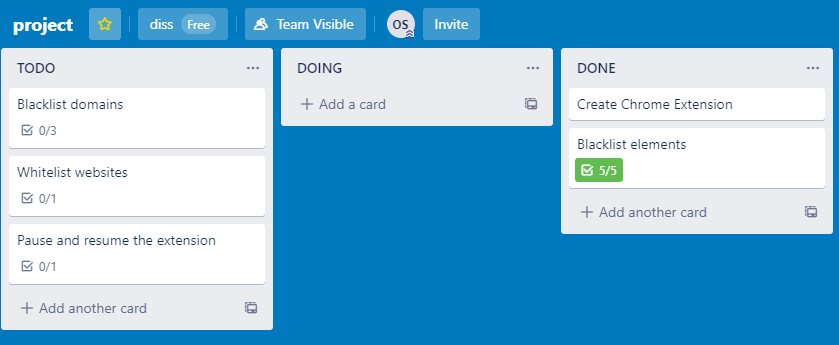 project
diss Free
Team Visible
OS
Invite
TODO
Blacklist domains
0/3
Whitelist websites
0/1
Pause and resume the extension
0/1
Add another card
DOING
Add a card
DONE
Create Chrome Extension
Blacklist elements
5/5
Add another card